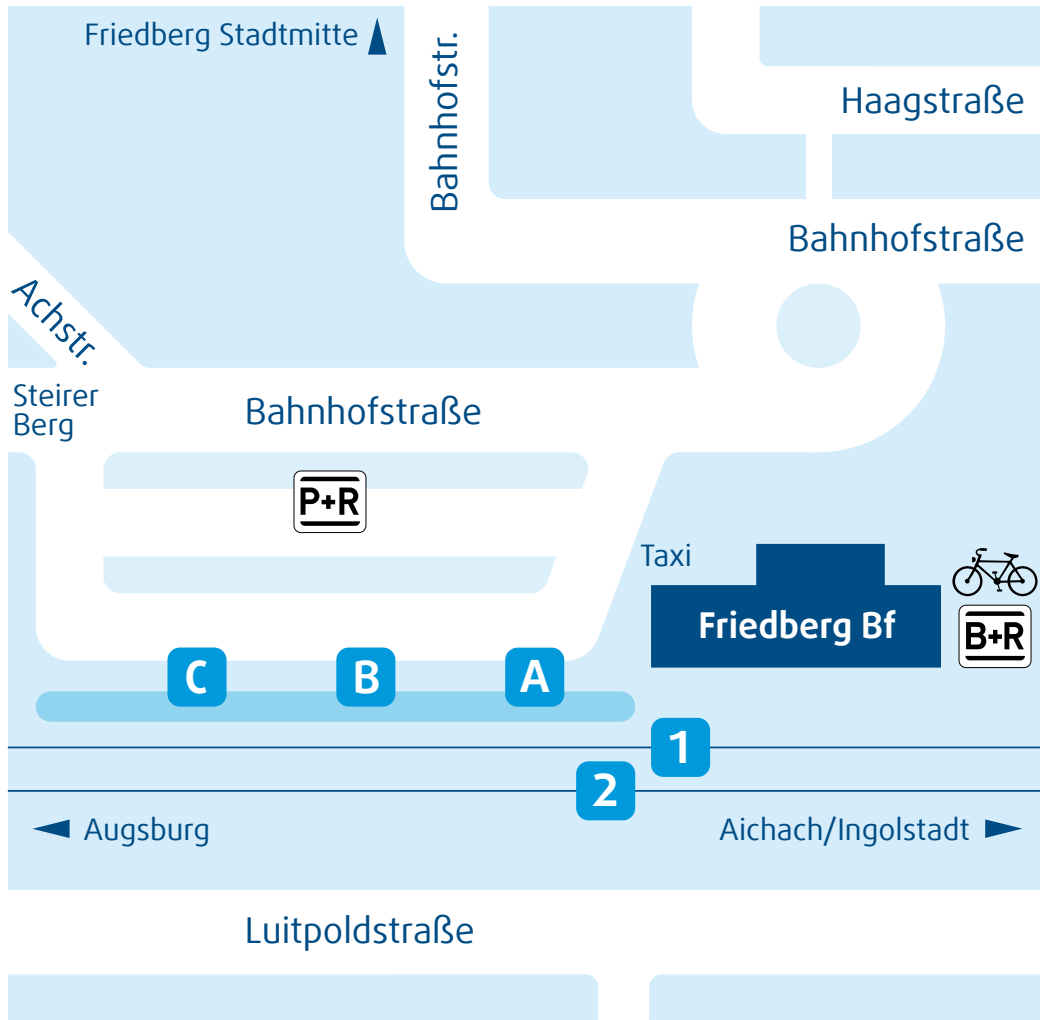 Friedberg Stadtmitte
Bahnhofstr.
Haagstraße
Bahnhofstraße
Achstr.
Steirer
Berg
Bahnhofstraße
P+R
Taxi
Friedberg Bf
B+R
C
B
A
1
2
Augsburg
Aichach/Ingolstadt
Luitpoldstraße